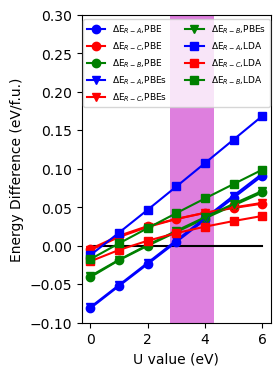 Energy Difference (eV/f.u.)
0.30
0.25
0.20
0.15
0.10
0.05
0.00
−0.05
−0.10
ΔE_{R−A},PBE
ΔE_{R−C},PBE
ΔE_{R−B},PBE
ΔE_{R−A},PBEs
ΔE_{R−C},PBEs
ΔE_{R−B},PBEs
ΔE_{R−A},LDA
ΔE_{R−C},LDA
ΔE_{R−B},LDA
0 2 4 6
U value (eV)